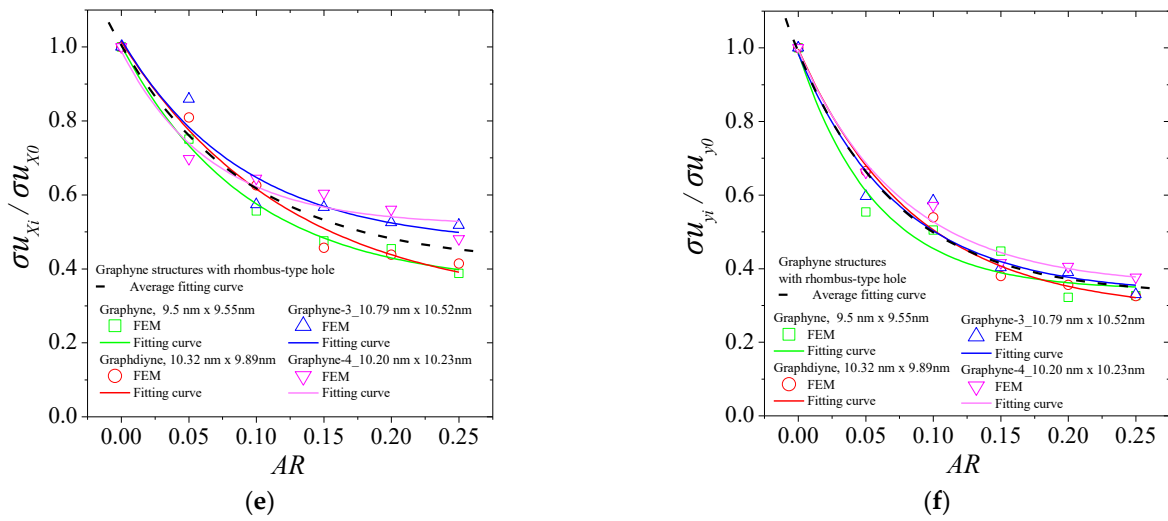 1.0
0.8
0.6
0.4
0.2
0.0
σu_Xi / σu_X0
Graphyne structures with rhombus-type hole
Average fitting curve
Graphyne, 9.5 nm x 9.55nm
FEM
Fitting curve
Graphdiyne, 10.32 nm x 9.89nm
FEM
Fitting curve
Graphyne-3_10.79 nm x 10.52nm
FEM
Fitting curve
Graphyne-4_10.20 nm x 10.23nm
FEM
Fitting curve
0.00 0.05 0.10 0.15 0.20 0.25
AR
(e)
1.0
0.8
0.6
0.4
0.2
0.0
σu_yi / σu_y0
Graphyne structures
with rhombus-type hole
Average fitting curve
Graphyne, 9.5 nm x 9.55nm
FEM
Fitting curve
Graphdiyne, 10.32 nm x 9.89nm
FEM
Fitting curve
Graphyne-3_10.79 nm x 10.52nm
FEM
Fitting curve
Graphyne-4_10.20 nm x 10.23nm
FEM
Fitting curve
0.00 0.05 0.10 0.15 0.20 0.25
AR
(f)